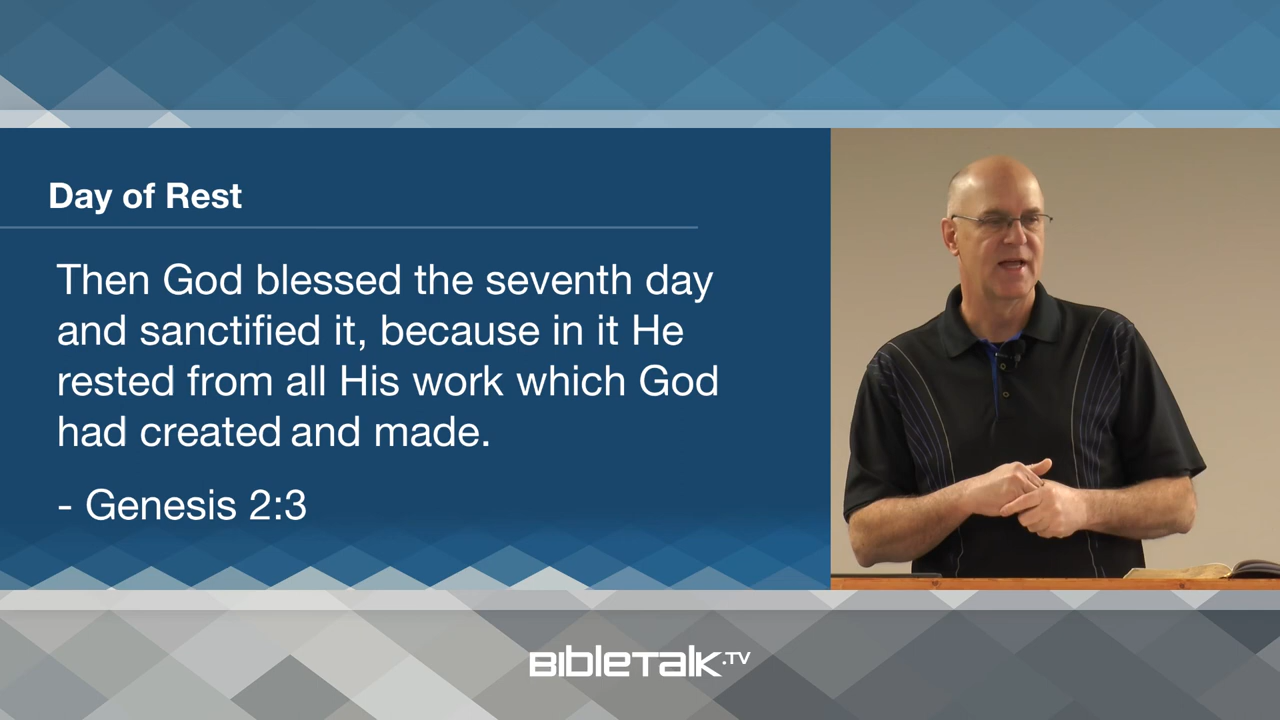 Day of Rest
Then God blessed the seventh day
and sanctified it, because in it He
rested from all His work which God
had created and made.
- Genesis 2:3
BIBLETALK.TV